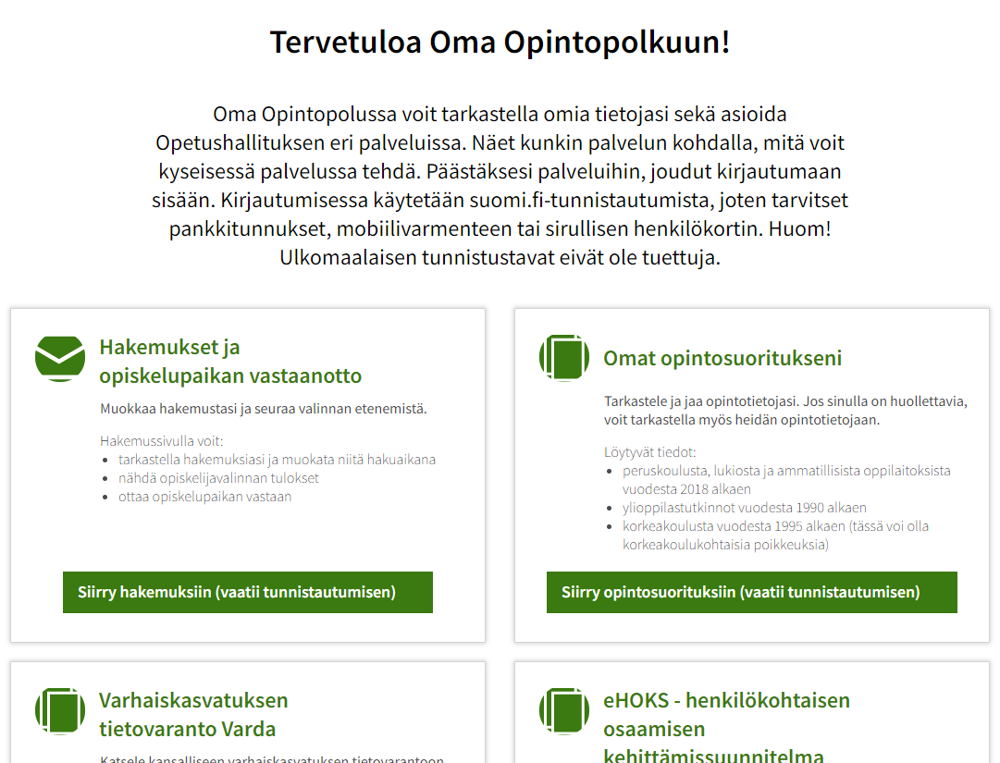 Tervetuloa Oma Opintopolkuun!
Oma Opintopolussa voit tarkastella omia tietojasi sekä asioida
Opetushallituksen eri palveluissa. Näet kunkin palvelun kohdalla, mitä voit
kyseisessä palvelussa tehdä. Päästäksesi palveluihin, joudut kirjautumaan
sisään. Kirjautumisessa käytetään suomi.fi-tunnistautumista, joten tarvitset
pankkitunnukset, mobiilivarmenteen tai sirullisen henkilökortin. Huom!
Ulkomaalaisen tunnistustavat eivät ole tuettuja.
Hakemukset ja
opiskelupaikan vastaanotto
Muokkaa hakemustasi ja seuraa valinnan etenemistä.
Hakemussivulla voit:
• tarkastella hakemuksiasi ja muokata niitä hakuaikana
• nähdä opiskelijavalinnan tulokset
• ottaa opiskelupaikan vastaan
Siirry hakemuksiin (vaatii tunnistautumisen)
Omat opintosuoritukseni
Tarkastele ja jaa opintotietojasi. Jos sinulla on huollettavia,
voit tarkastella myös heidän opintotietojaan.
Löytyvät tiedot:
• peruskoulusta, lukiosta ja ammatillisista oppilaitoksista
vuodesta 2018 alkaen
• ylioppilastutkinnot vuodesta 1990 alkaen
• korkeakoulusta vuodesta 1995 alkaen (tässä voi olla
korkeakoulukohtaisia poikkeuksia)
Siirry opintosuorituksiin (vaatii tunnistautumisen)
Varhaiskasvatuksen
tietovaranto Varda
Katsele kansalliseen varhaiskasvatuksen tietovarantoon
eHOKS - henkilökohtaisen
osaamisen
kehittämissuunnitelma